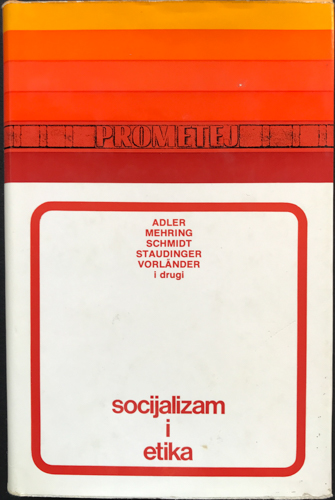 PROMETEJ
ADLER
MEHRING
SCHMIDT
STAUDINGER
VORLÄNDER
i drugi
socijalizam
i
etika